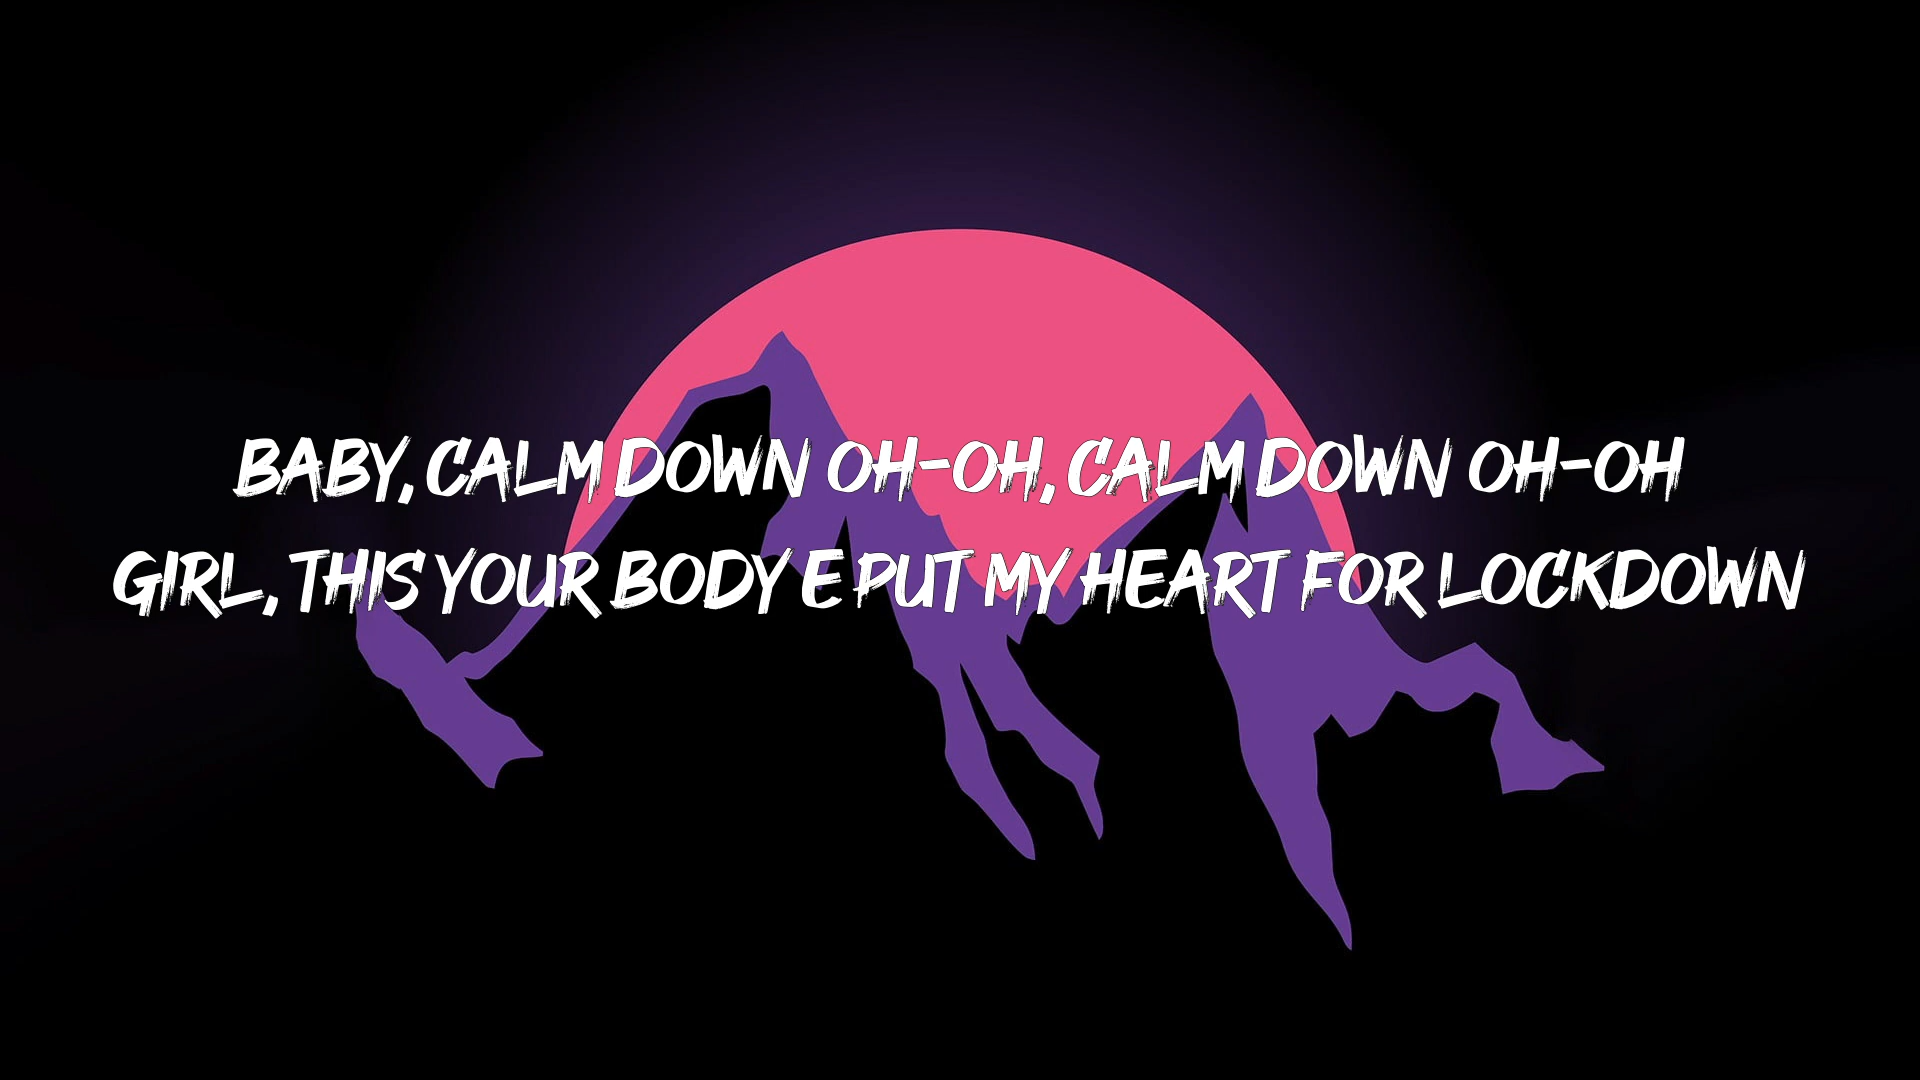 BABY, CALM DOWN OH-OH, CALM DOWN OH-OH
GIRL, THIS YOUR BODY E PUT MY HEART FOR LOCKDOWN